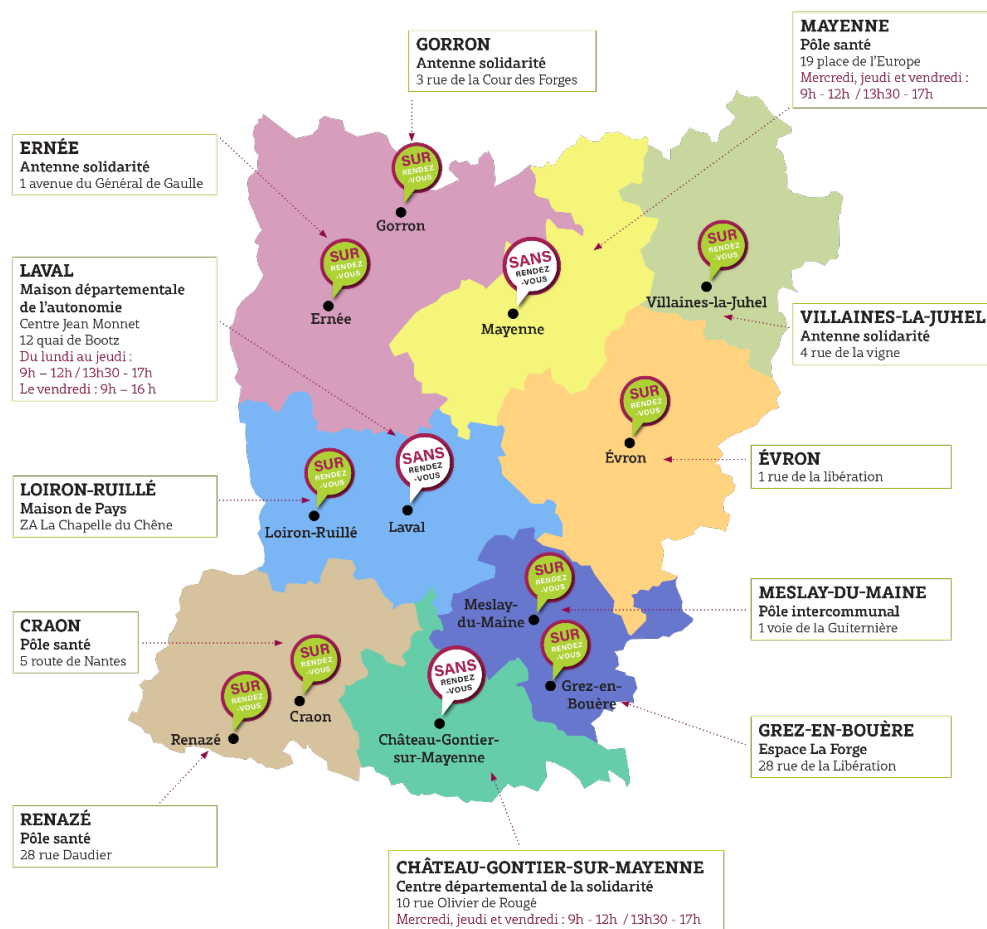 GORRON
Antenne solidarité
3 rue de la Cour des Forges
MAYENNE
Pôle santé
19 place de l'Europe
Mercredi, jeudi et vendredi :
9h - 12h / 13h30 - 17h
ERNÉE
Antenne solidarité
1 avenue du Général de Gaulle
SUR
RENDEZ
-VOUS
Gorron
SUR
RENDEZ
-VOUS
Ernée
SANS
RENDEZ
-VOUS
Mayenne
SUR
RENDEZ
-VOUS
Villaines-la-Juhel
LAVAL
Maison départementale
de l'autonomie
Centre Jean Monnet
12 quai de Bootz
Du lundi au jeudi :
9h – 12h / 13h30 - 17h
Le vendredi : 9h – 16 h
VILLAINES-LA-JUHEL
Antenne solidarité
4 rue de la vigne
SUR
RENDEZ
-VOUS
Évron
ÉVRON
1 rue de la libération
LOIRON-RUILLÉ
Maison de Pays
ZA La Chapelle du Chêne
SUR
RENDEZ
-VOUS
Loiron-Ruillé
SANS
RENDEZ
-VOUS
Laval
SUR
RENDEZ
-VOUS
Meslay-
du-Maine
MESLAY-DU-MAINE
Pôle intercommunal
1 voie de la Guiternière
CRAON
Pôle santé
5 route de Nantes
SUR
RENDEZ
-VOUS
Craon
SUR
RENDEZ
-VOUS
Renazé
SANS
RENDEZ
-VOUS
Château-Gontier-
sur-Mayenne
SUR
RENDEZ
-VOUS
Grez-en-
Bouère
GREZ-EN-BOUÈRE
Espace La Forge
28 rue de la Libération
RENAZÉ
Pôle santé
28 rue Daudier
CHÂTEAU-GONTIER-SUR-MAYENNE
Centre départemental de la solidarité
10 rue Olivier de Rougé
Mercredi, jeudi et vendredi : 9h - 12h / 13h30 - 17h